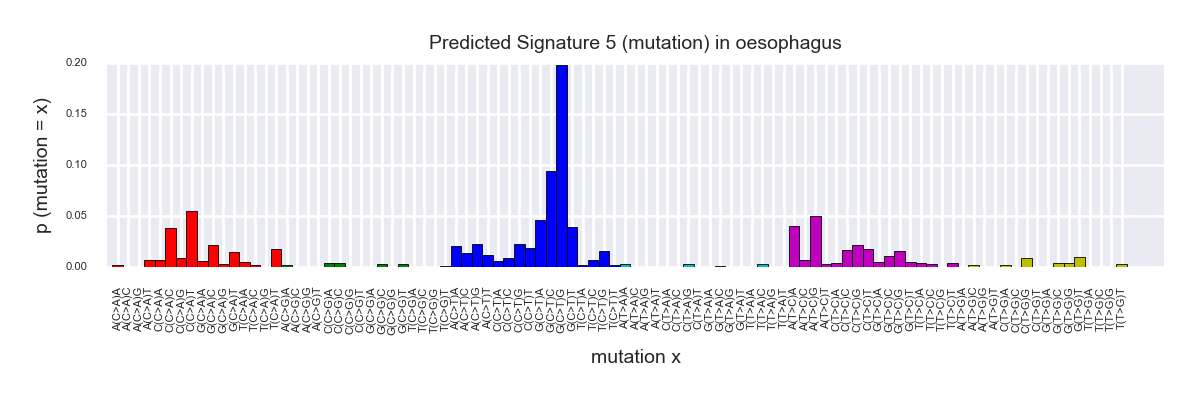 Predicted Signature 5 (mutation) in oesophagus
p (mutation = x)
0.20
0.15
0.10
0.05
0.00
A(C>A)A
A(C>A)C
A(C>A)G
A(C>A)T
C(C>A)A
C(C>A)C
C(C>A)G
C(C>A)T
G(C>A)A
G(C>A)C
G(C>A)G
G(C>A)T
T(C>A)A
T(C>A)C
T(C>A)G
T(C>A)T
A(C>G)A
A(C>G)C
A(C>G)G
A(C>G)T
C(C>G)A
C(C>G)C
C(C>G)G
C(C>G)T
G(C>G)A
G(C>G)C
G(C>G)G
G(C>G)T
T(C>G)A
T(C>G)C
T(C>G)G
T(C>G)T
A(C>T)A
A(C>T)C
A(C>T)G
A(C>T)T
C(C>T)A
C(C>T)C
C(C>T)G
C(C>T)T
G(C>T)A
G(C>T)C
G(C>T)G
G(C>T)T
T(C>T)A
T(C>T)C
T(C>T)G
T(C>T)T
A(T>A)A
A(T>A)C
A(T>A)G
A(T>A)T
C(T>A)A
C(T>A)C
C(T>A)G
C(T>A)T
G(T>A)A
G(T>A)C
G(T>A)G
G(T>A)T
T(T>A)A
T(T>A)C
T(T>A)G
T(T>A)T
A(T>C)A
A(T>C)C
A(T>C)G
A(T>C)T
C(T>C)A
C(T>C)C
C(T>C)G
C(T>C)T
G(T>C)A
G(T>C)C
G(T>C)G
G(T>C)T
T(T>C)A
T(T>C)C
T(T>C)G
T(T>C)T
A(T>G)A
A(T>G)C
A(T>G)G
A(T>G)T
C(T>G)A
C(T>G)C
C(T>G)G
C(T>G)T
G(T>G)A
G(T>G)C
G(T>G)G
G(T>G)T
T(T>G)A
T(T>G)C
T(T>G)G
T(T>G)T
mutation x